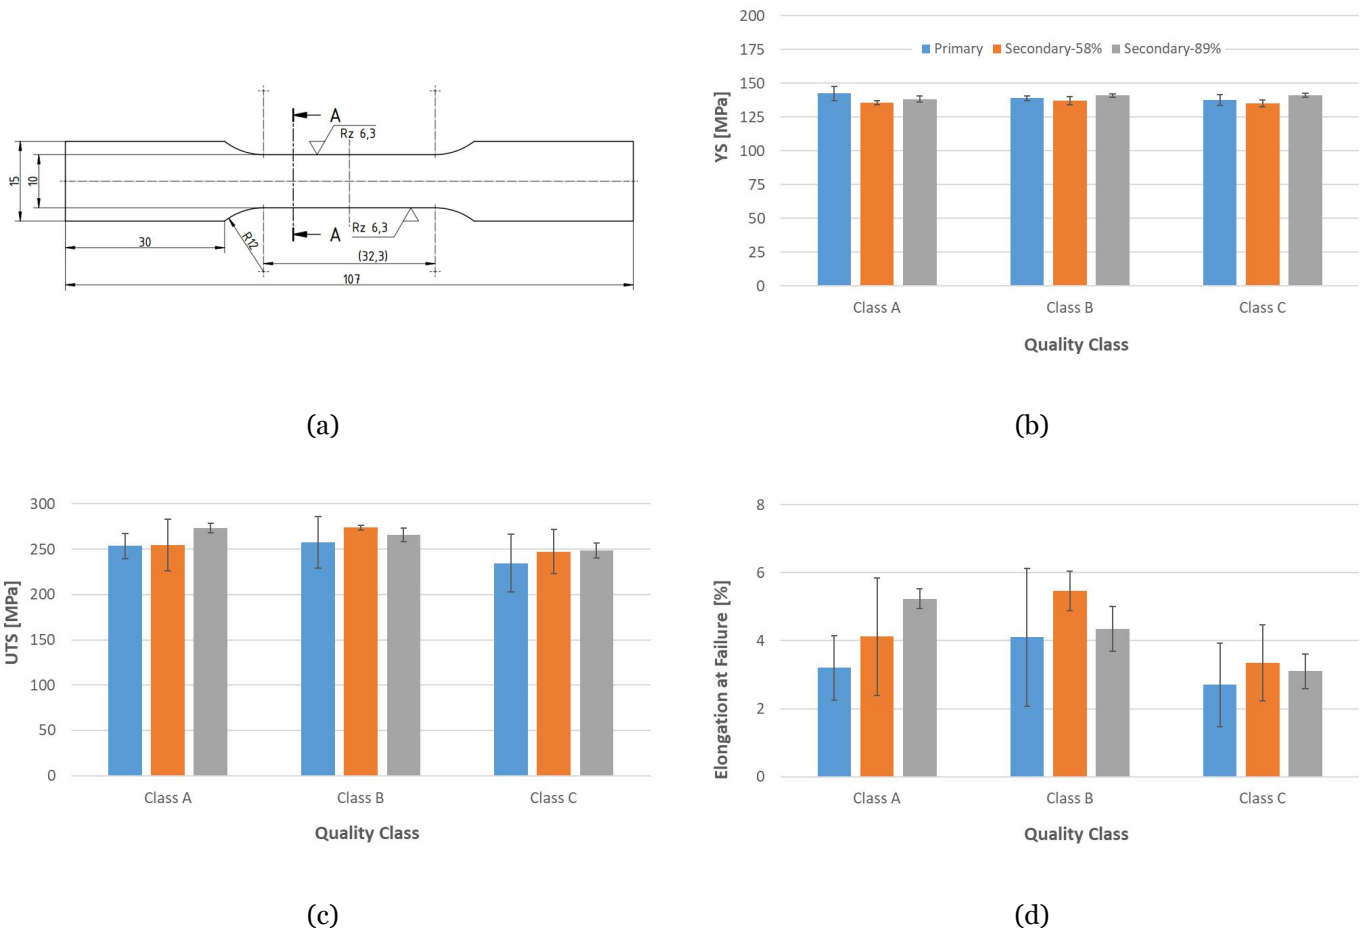 A
Rz 6,3
15
10
A
Rz 6,3
30
R12
(32,3)
107
(a)
200
175
150
125
100
75
50
25
0
YS [MPa]
Primary Secondary-58% Secondary-89%
Class A Class B Class C
Quality Class
(b)
300
250
200
150
100
50
0
UTS [MPa]
Class A Class B Class C
Quality Class
(c)
8
6
4
2
0
Elongation at Failure [%]
Class A Class B Class C
Quality Class
(d)